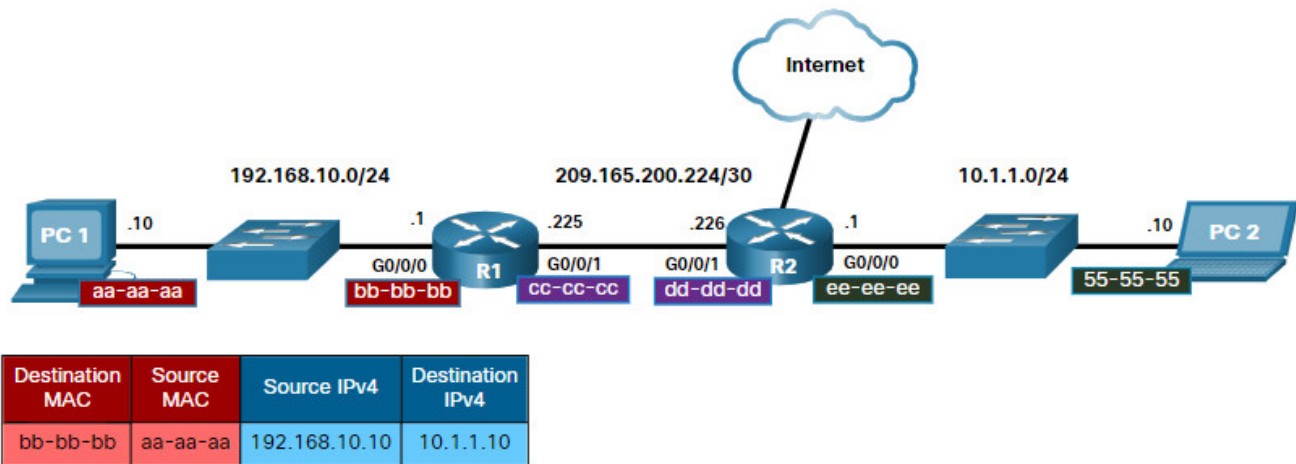 Internet
192.168.10.0/24 209.165.200.224/30 10.1.1.0/24
PC 1 .10 .1 .225 .226 .1 .10 PC 2
G0/0/0 R1 G0/0/1 G0/0/1 R2 G0/0/0
aa-aa-aa bb-bb-bb cc-cc-cc dd-dd-dd ee-ee-ee 55-55-55
Destination MAC Source MAC Source IPv4 Destination IPv4
bb-bb-bb aa-aa-aa 192.168.10.10 10.1.1.10